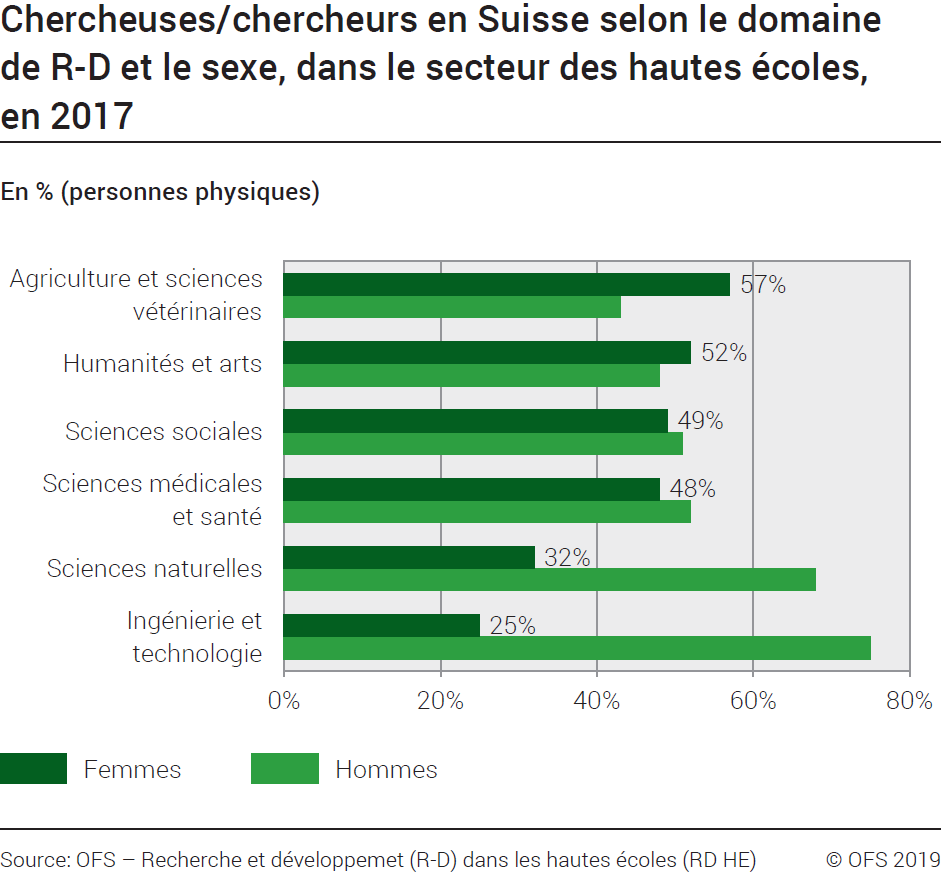 Chercheuses/chercheurs en Suisse selon le domaine
de R-D et le sexe, dans le secteur des hautes écoles,
en 2017
En % (personnes physiques)
Agriculture et sciences
vétérinaires
57%
Humanités et arts
52%
Sciences sociales
49%
Sciences médicales
et santé
48%
Sciences naturelles
32%
Ingénierie et
technologie
25%
0% 20% 40% 60% 80%
Femmes Hommes
Source: OFS – Recherche et développemet (R-D) dans les hautes écoles (RD HE) © OFS 2019